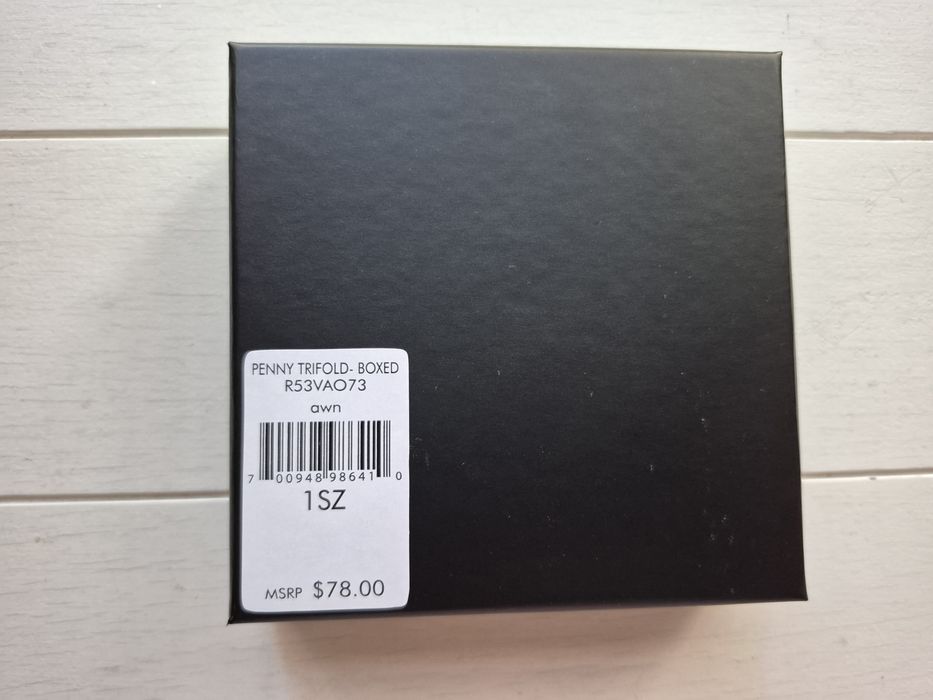 PENNY TRIFOLD- BOXED
R53VAO73
awn
7 00948 98641 0
1SZ
MSRP $78.00